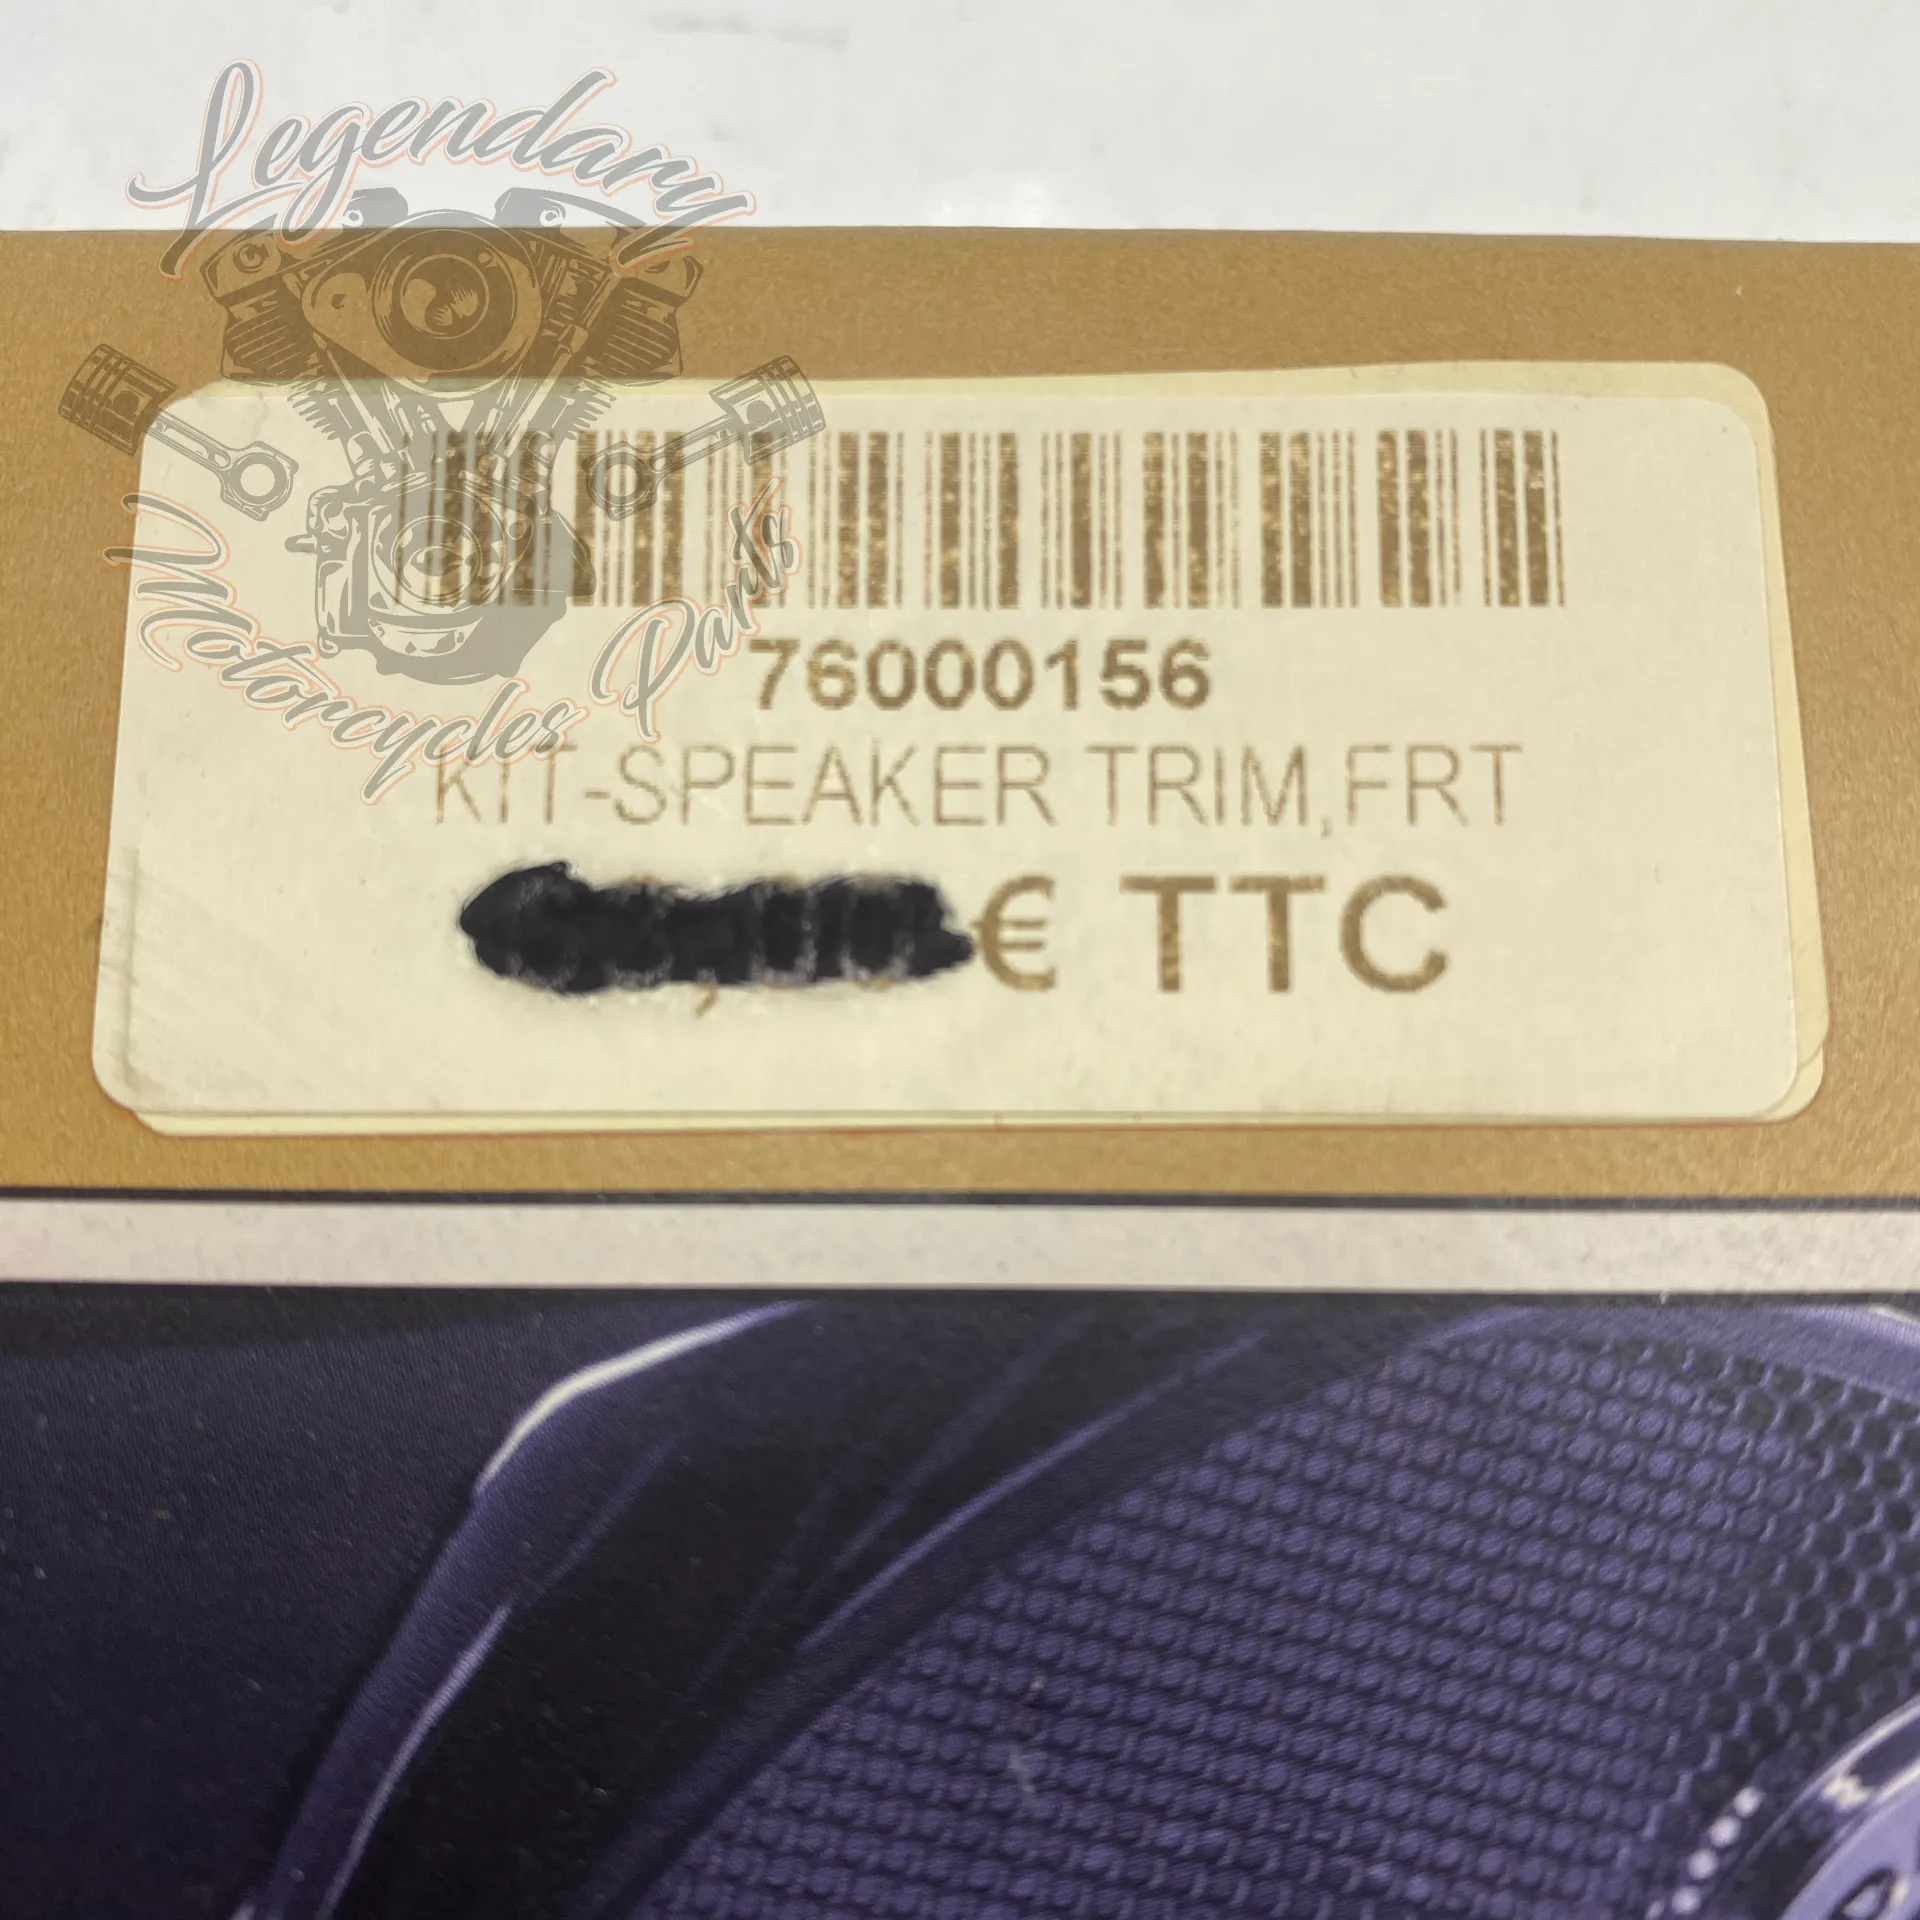 Legendary
Motorcycles Parts
76000156
KIT-SPEAKER TRIM,FRT
€ TTC